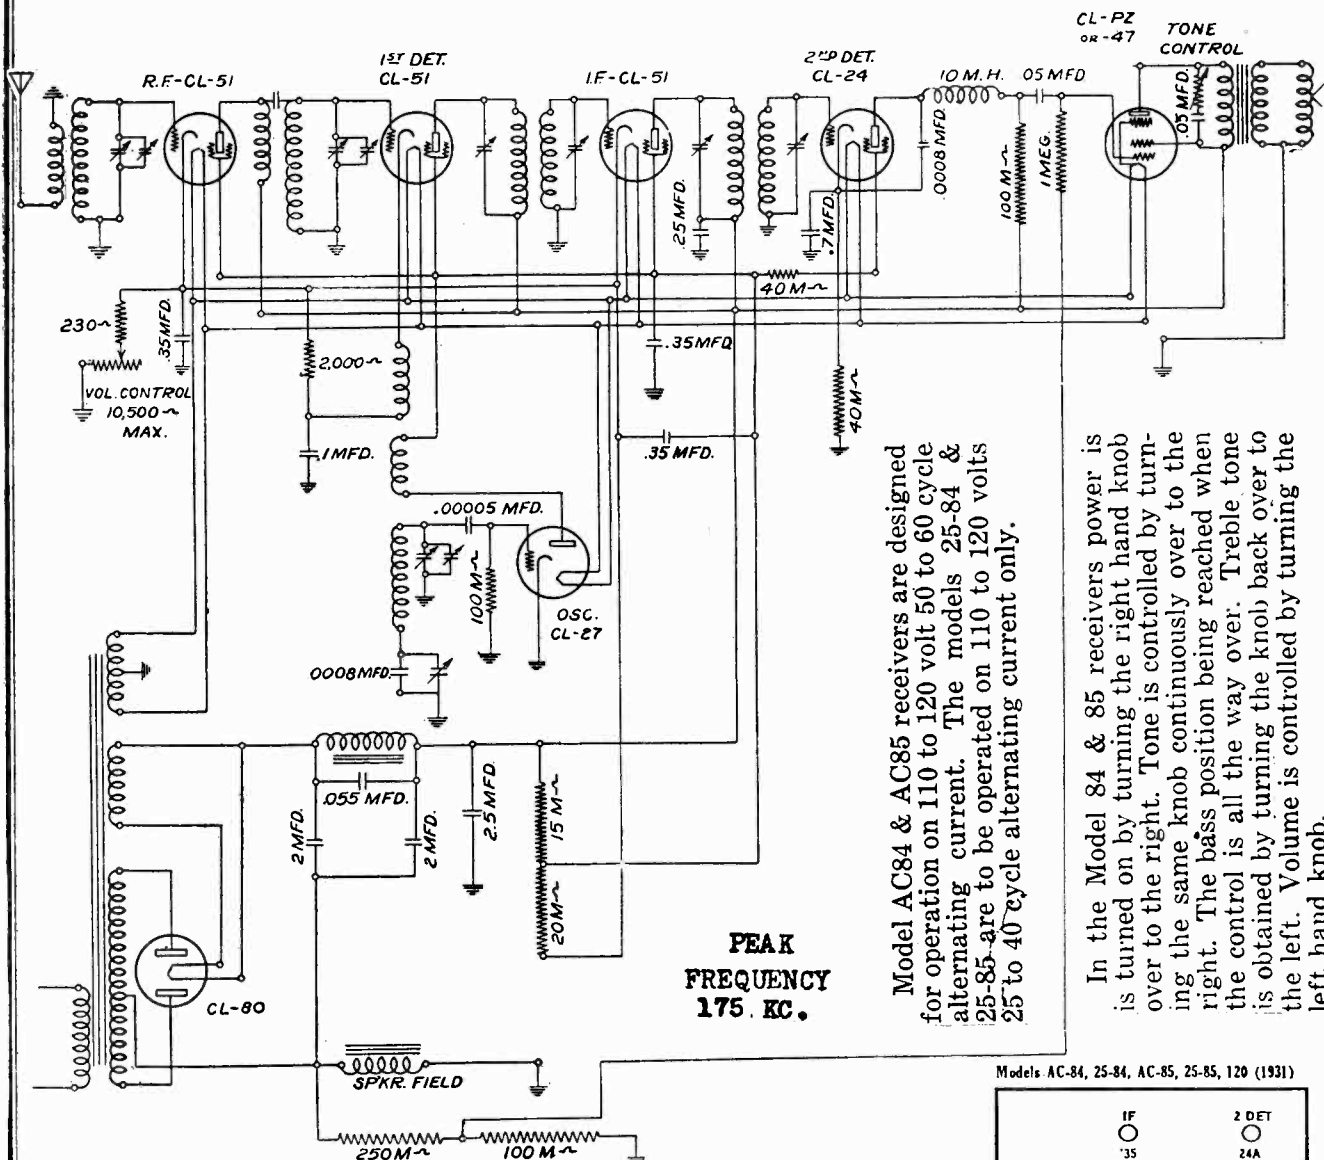 CL-PZ
OR-47
TONE
CONTROL
R.F.-CL-51
1ST DET.
CL-51
I.F.-CL-51
2ND DET.
CL-24
10 M.H.
.05 MFD
.05 MFD.
.0008 MFD.
100 M~
1 MEG.
.25 MFD.
.7 MFD.
40 M~
230~
.35 MFD.
VOL. CONTROL
10,500~
MAX.
2,000~
.1 MFD.
.35 MFD
.35 MFD.
40 M~
.00005 MFD.
100 M~
OSC.
CL-27
.0008 MFD.
.055 MFD.
2 MFD.
2 MFD.
2.5 MFD.
15 M~
20 M~
CL-80
SP'KR. FIELD
250 M~
100 M~
PEAK
FREQUENCY
175. KC.
Model AC84 & AC85 receivers are designed
for operation on 110 to 120 volt 50 to 60 cycle
alternating current. The models 25-84 &
25-85 are to be operated on 110 to 120 volts
25 to 40 cycle alternating current only.
In the Model 84 & 85 receivers power is
is turned on by turning the right hand knob
over to the right. Tone is controlled by turn-
ing the same knob continuously over to the
right. The bass position being reached when
the control is all the way over. Treble tone
is obtained by turning the knob back over to
the left. Volume is controlled by turning the
left hand knob.
Models AC-84, 25-84, AC-85, 25-85, 120 (1931)
IF
'35
2 DET
24A